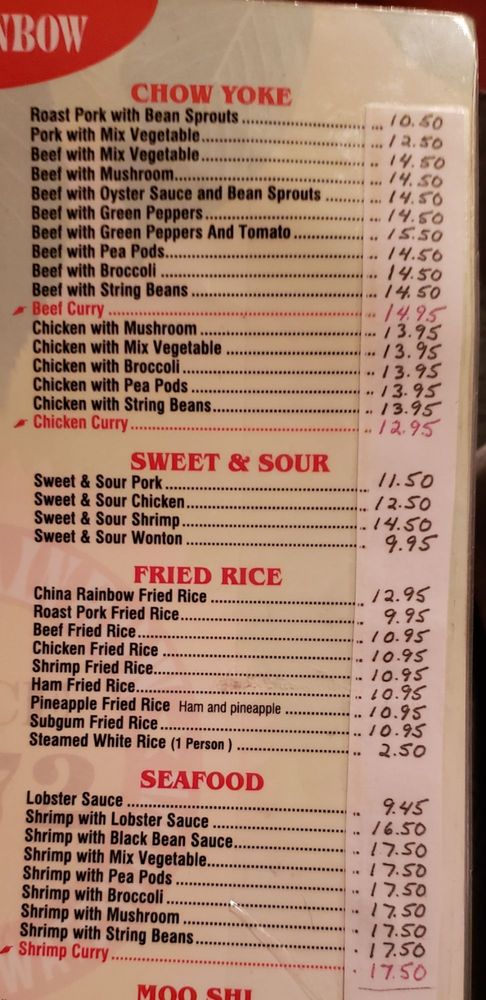 NBOW
CHOW YOKE
Roast Pork with Bean Sprouts 10.50
Pork with Mix Vegetable 12.50
Beef with Mix Vegetable 14.50
Beef with Mushroom 14.50
Beef with Oyster Sauce and Bean Sprouts 14.50
Beef with Green Peppers 14.50
Beef with Green Peppers And Tomato 15.50
Beef with Pea Pods 14.50
Beef with Broccoli 14.50
Beef with String Beans 14.50
Beef Curry 14.95
Chicken with Mushroom 13.95
Chicken with Mix Vegetable 13.95
Chicken with Broccoli 13.95
Chicken with Pea Pods 13.95
Chicken with String Beans 13.95
Chicken Curry 12.95
SWEET & SOUR
Sweet & Sour Pork 11.50
Sweet & Sour Chicken 12.50
Sweet & Sour Shrimp 14.50
Sweet & Sour Wonton 9.95
FRIED RICE
China Rainbow Fried Rice 12.95
Roast Pork Fried Rice 9.95
Beef Fried Rice 10.95
Chicken Fried Rice 10.95
Shrimp Fried Rice 10.95
Ham Fried Rice 10.95
Pineapple Fried Rice Ham and pineapple 10.95
Subgum Fried Rice 10.95
Steamed White Rice (1 Person ) 2.50
SEAFOOD
Lobster Sauce 9.45
Shrimp with Lobster Sauce 16.50
Shrimp with Black Bean Sauce 17.50
Shrimp with Mix Vegetable 17.50
Shrimp with Pea Pods 17.50
Shrimp with Broccoli 17.50
Shrimp with Mushroom 17.50
Shrimp with String Beans 17.50
Shrimp Curry 17.50
MOO SHI